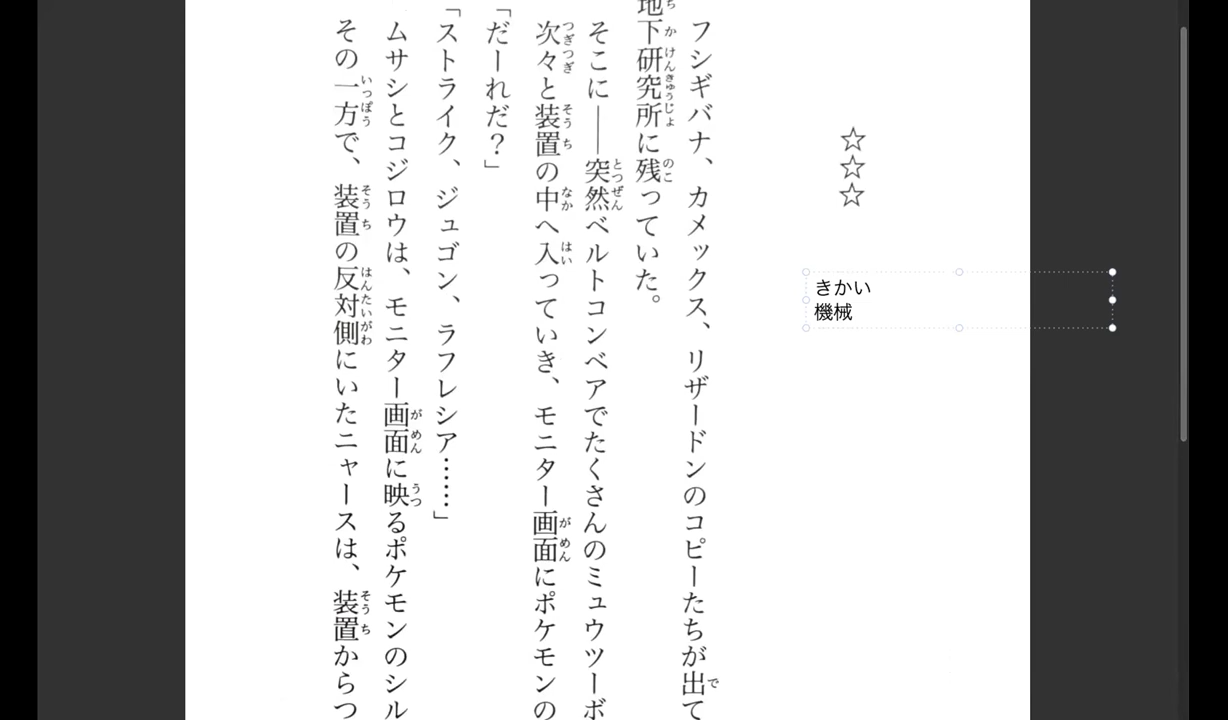 ☆☆☆
フシギバナ、カメックス、リザードンのコピーたちが出て
地下研究所に残っていた。
そこに――突然ベルトコンベアでたくさんのミュウツーボ
次々と装置の中へ入っていき、モニター画面にポケモンの
「だーれだ？」
「ストライク、ジュゴン、ラフレシア……」
ムサシとコジロウは、モニター画面に映るポケモンのシル
その一方で、装置の反対側にいたニャースは、装置からつ
きかい
機械